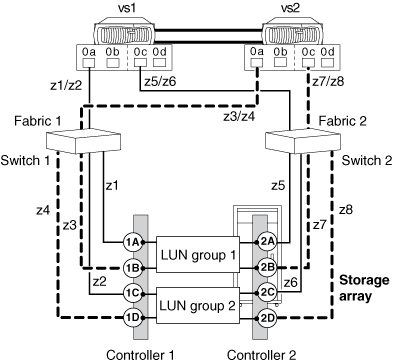 vs1 vs2
0a 0b 0c 0d 0a 0b 0c 0d
z1/z2 z5/z6 z7/z8
z3/z4
Fabric 1 Fabric 2
Switch 1 Switch 2
z4 z3 z1 z5 z7 z8
1A LUN group 1 2A
1B 2B
z2 z6
Storage
array
1C LUN group 2 2C
1D 2D
Controller 1 Controller 2